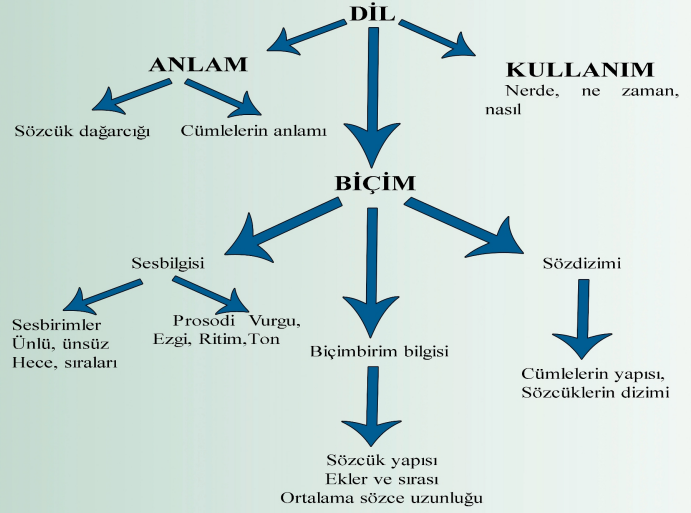 DİL
ANLAM
KULLANIM
Nerde, ne zaman,
nasıl
Sözcük dağarcığı
Cümlelerin anlamı
BİÇİM
Sesbilgisi
Sözdizimi
Sesbirimler
Ünlü, ünsüz
Hece, sıraları
Prosodi Vurgu,
Ezgi, Ritim,Ton
Biçimbirim bilgisi
Cümlelerin yapısı,
Sözcüklerin dizimi
Sözcük yapısı
Ekler ve sırası
Ortalama sözce uzunluğu